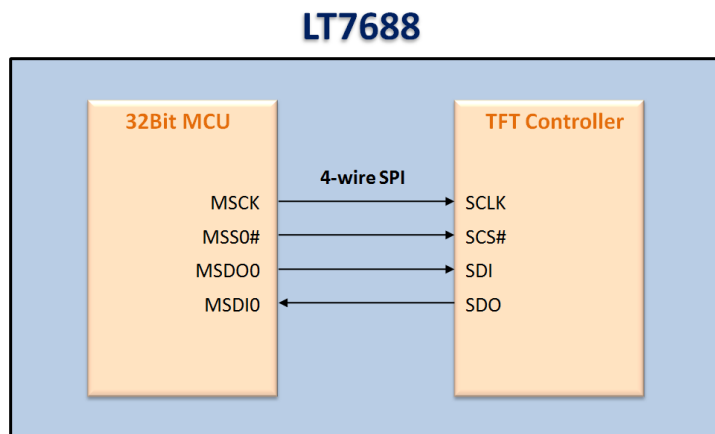 LT7688
32Bit MCU
TFT Controller
4-wire SPI
MSCK
SCLK
MSS0#
SCS#
MSDO0
SDI
MSDI0
SDO